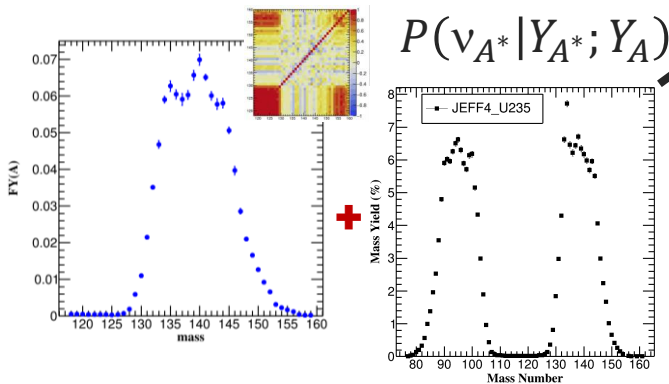 P(ν_{A*}|Y_{A*}; Y_A)
JEFF4_U235
FY(A)
0.07
0.06
0.05
0.04
0.03
0.02
0.01
0
120 125 130 135 140 145 150 155 160
mass
+
Mass Yield (%)
8
7
6
5
4
3
2
1
0
80 90 100 110 120 130 140 150 160
Mass Number